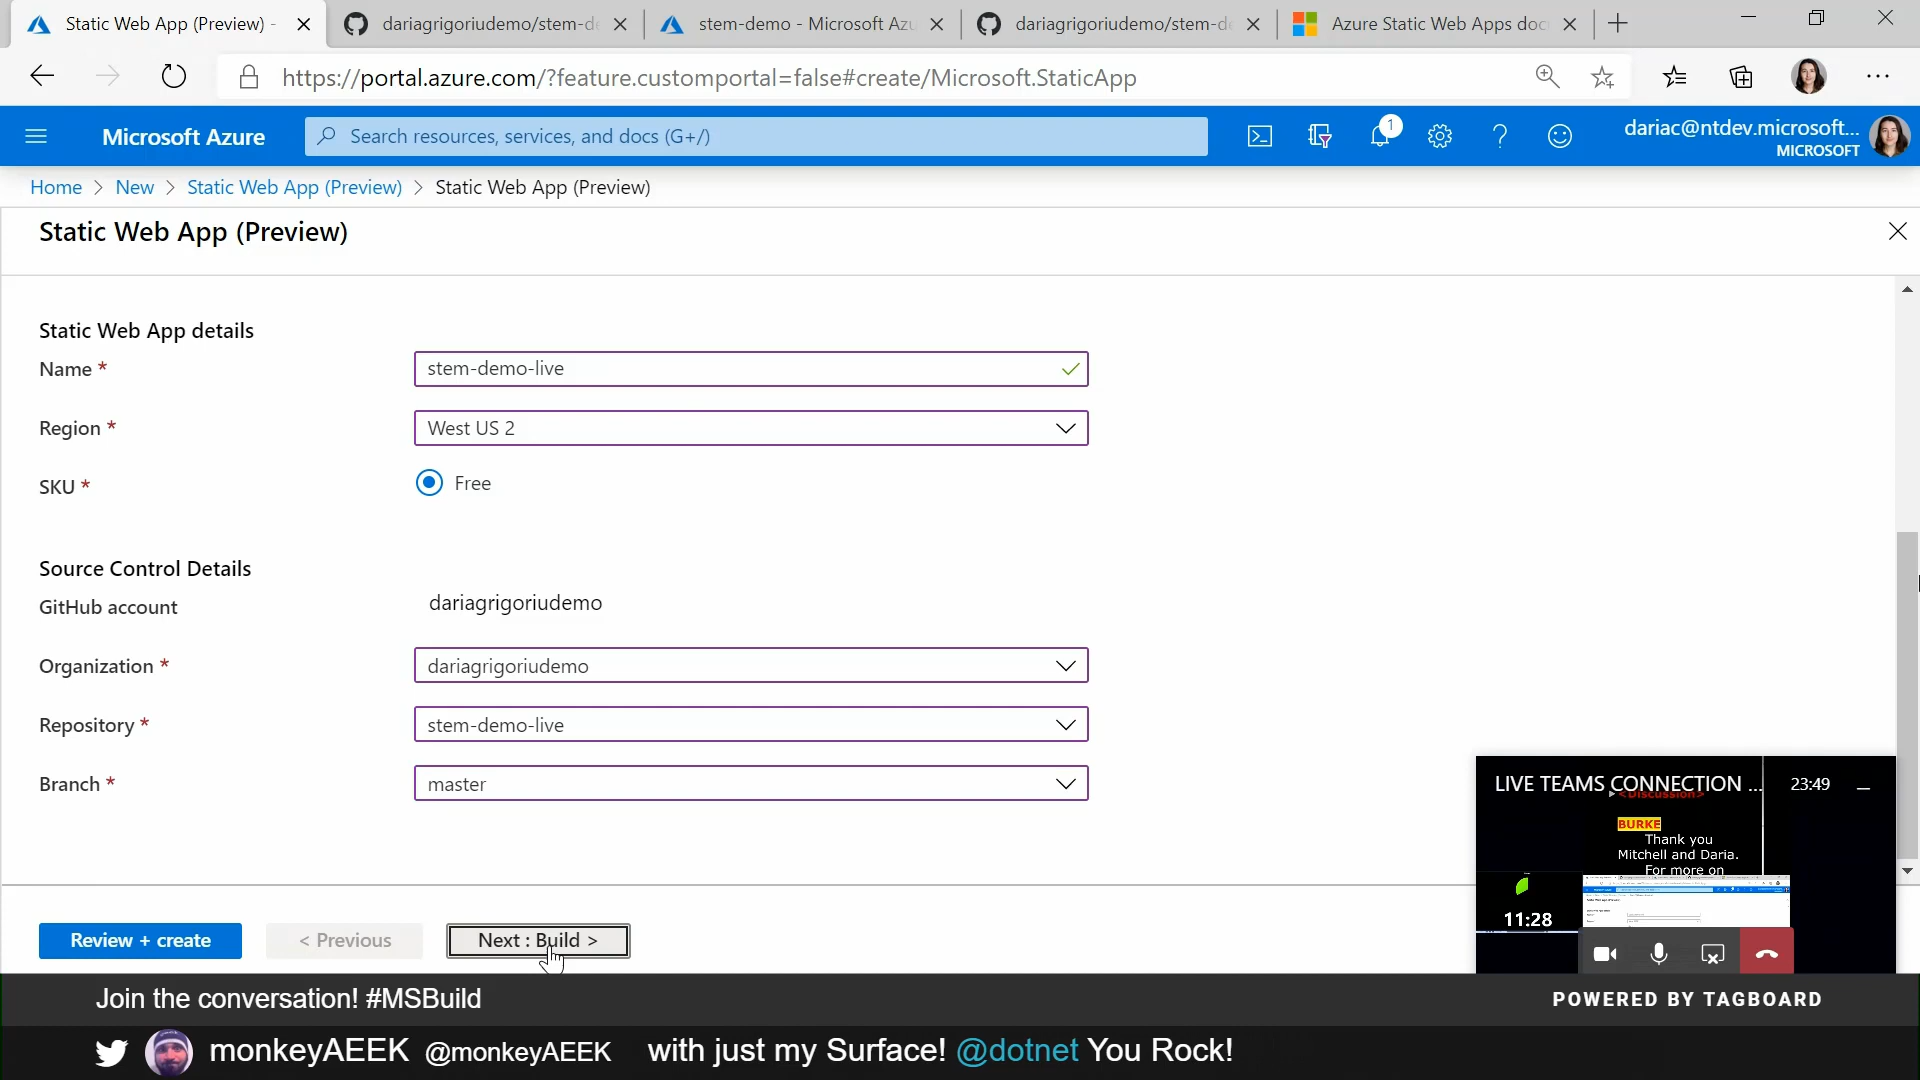 Static Web App (Preview) -
dariagrigoriudemo/stem-de
stem-demo - Microsoft Azu
dariagrigoriudemo/stem-de
Azure Static Web Apps doc
https://portal.azure.com/?feature.customportal=false#create/Microsoft.StaticApp
Microsoft Azure
Search resources, services, and docs (G+/)
1
dariac@ntdev.microsoft...
MICROSOFT
Home > New > Static Web App (Preview) > Static Web App (Preview)
Static Web App (Preview)
Static Web App details
Name *
stem-demo-live
Region *
West US 2
SKU *
Free
Source Control Details
GitHub account
dariagrigoriudemo
Organization *
dariagrigoriudemo
Repository *
stem-demo-live
Branch *
master
LIVE TEAMS CONNECTION ...
23:49
<Discussion>
BURKE
Thank you
Mitchell and Daria.
For more on
11:28
Review + create
< Previous
Next : Build >
Join the conversation! #MSBuild
POWERED BY TAGBOARD
monkeyAEEK @monkeyAEEK with just my Surface! @dotnet You Rock!